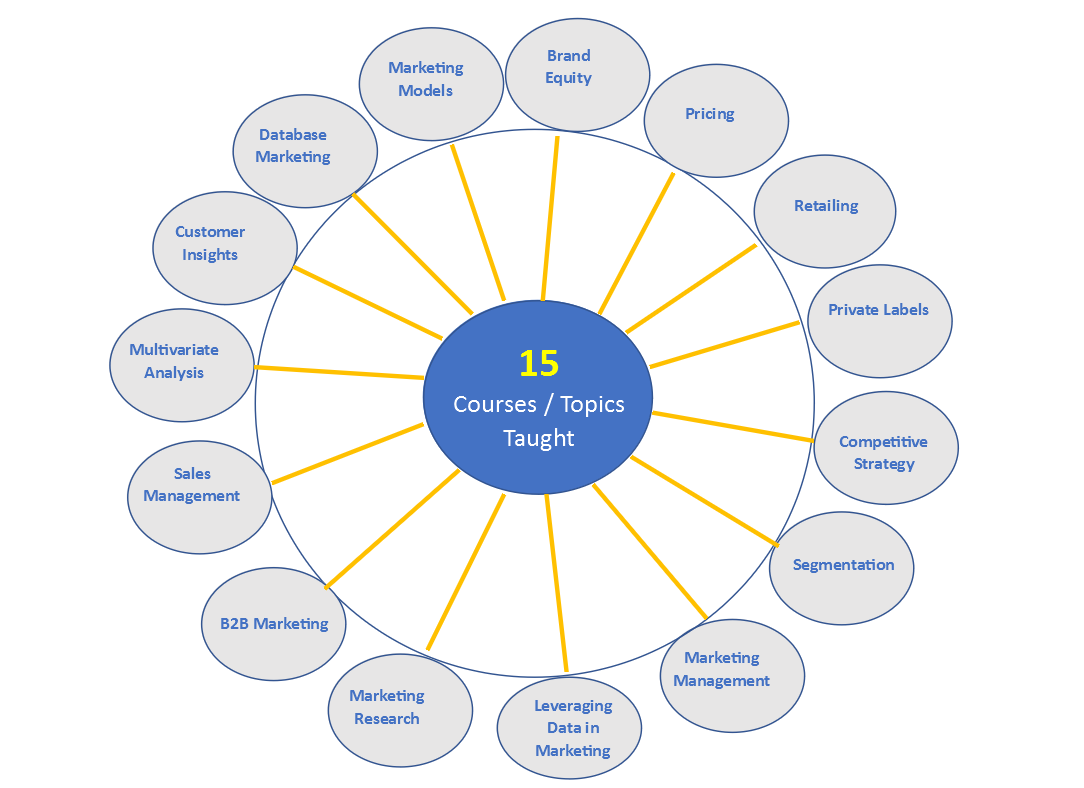 15
Courses / Topics
Taught
Brand
Equity
Pricing
Retailing
Private Labels
Competitive
Strategy
Segmentation
Marketing
Management
Leveraging
Data in
Marketing
Marketing
Research
B2B Marketing
Sales
Management
Multivariate
Analysis
Customer
Insights
Database
Marketing
Marketing
Models